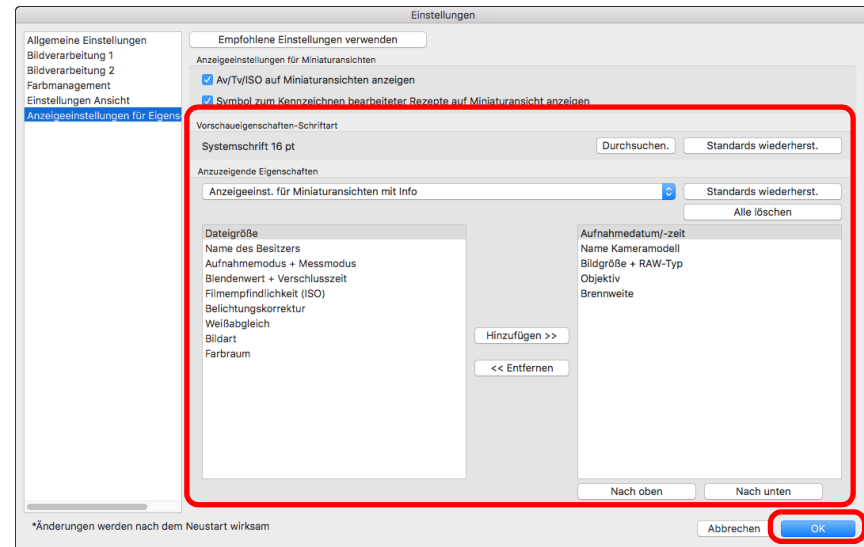 Einstellungen
Allgemeine Einstellungen
Bildverarbeitung 1
Bildverarbeitung 2
Farbmanagement
Einstellungen Ansicht
Anzeigeeinstellungen für Eigens
Empfohlene Einstellungen verwenden
Anzeigeeinstellungen für Miniaturansichten
Av/Tv/ISO auf Miniaturansichten anzeigen
Symbol zum Kennzeichnen bearbeiteter Rezepte auf Miniaturansicht anzeigen
Vorschaueigenschaften-Schriftart
Systemschrift 16 pt
Durchsuchen.
Standards wiederherst.
Anzuzeigende Eigenschaften
Anzeigeeinst. für Miniaturansichten mit Info
Standards wiederherst.
Alle löschen
Dateigröße
Name des Besitzers
Aufnahmemodus + Messmodus
Blendenwert + Verschlusszeit
Filmempfindlichkeit (ISO)
Belichtungskorrektur
Weißabgleich
Bildart
Farbraum
Hinzufügen >>
<< Entfernen
Aufnahmedatum/-zeit
Name Kameramodell
Bildgröße + RAW-Typ
Objektiv
Brennweite
Nach oben
Nach unten
*Änderungen werden nach dem Neustart wirksam
Abbrechen
OK